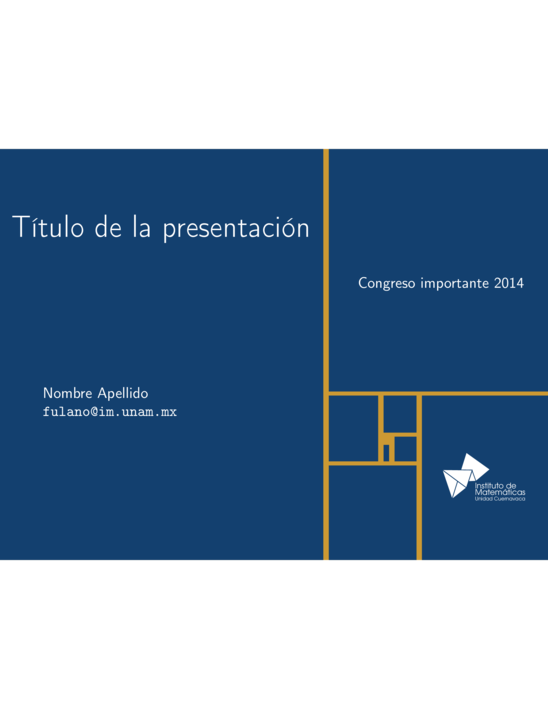 Título de la presentación
Congreso importante 2014
Nombre Apellido
fulano@im.unam.mx
Instituto de
Matemáticas
Unidad Cuernavaca